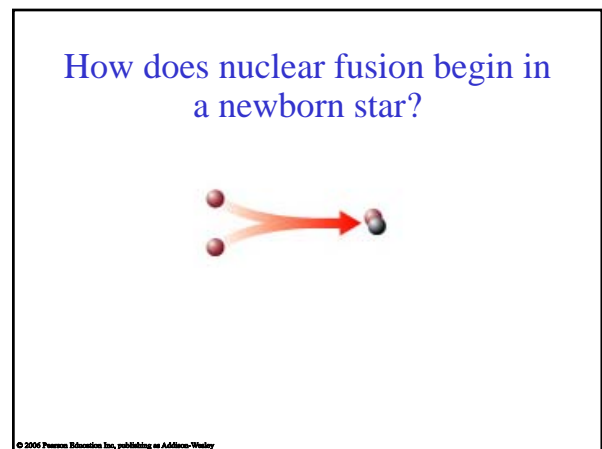 How does nuclear fusion begin in
a newborn star?
© 2006 Pearson Education Inc, publishing as Addison-Wesley